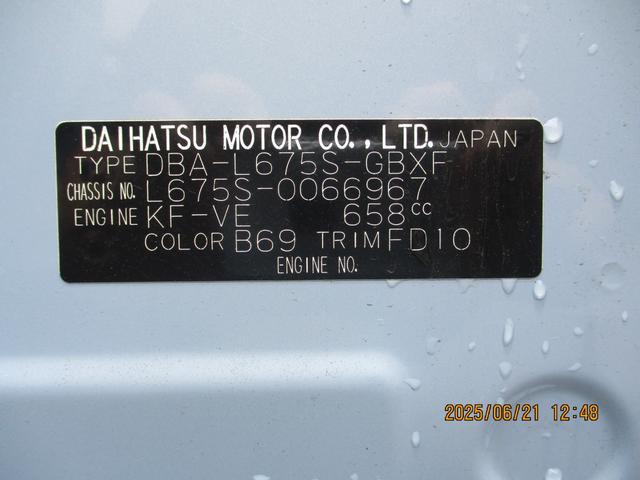 DAIHATSU MOTOR CO., LTD. JAPAN
TYPE DBA-L675S-GBXF
CHASSIS NO. L675S-0066967
ENGINE KF-VE 658cc
COLOR B69 TRIM FD10
ENGINE NO.
2025/06/21 12:48